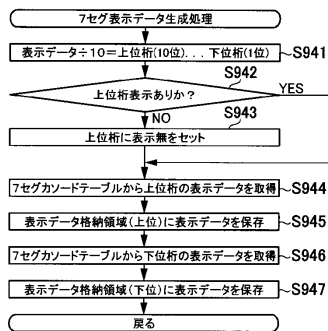 7セグ表示データ生成処理
表示データ÷10=上位桁(10位)...下位桁(1位)
S941
S942
上位桁表示ありか?
YES
NO
S943
上位桁に表示無をセット
7セグカソードテーブルから上位桁の表示データを取得
S944
表示データ格納領域(上位)に表示データを保存
S945
7セグカソードテーブルから下位桁の表示データを取得
S946
表示データ格納領域(下位)に表示データを保存
S947
戻る